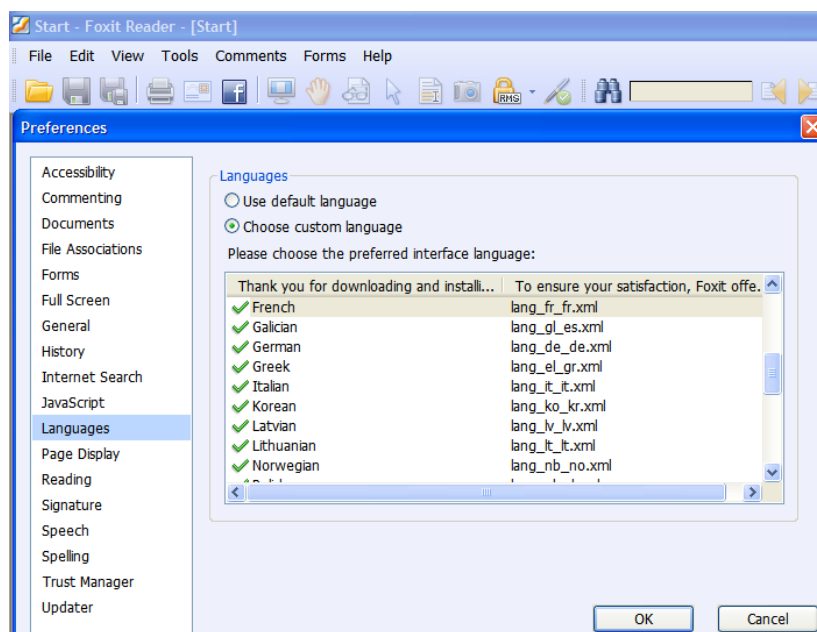 Start - Foxit Reader - [Start]
File Edit View Tools Comments Forms Help
RMS
Preferences
Accessibility
Commenting
Documents
File Associations
Forms
Full Screen
General
History
Internet Search
JavaScript
Languages
Page Display
Reading
Signature
Speech
Spelling
Trust Manager
Updater
Languages
Use default language
Choose custom language
Please choose the preferred interface language:
Thank you for downloading and installi... To ensure your satisfaction, Foxit offe.
French lang_fr_fr.xml
Galician lang_gl_es.xml
German lang_de_de.xml
Greek lang_el_gr.xml
Italian lang_it_it.xml
Korean lang_ko_kr.xml
Latvian lang_lv_lv.xml
Lithuanian lang_lt_lt.xml
Norwegian lang_nb_no.xml
OK Cancel